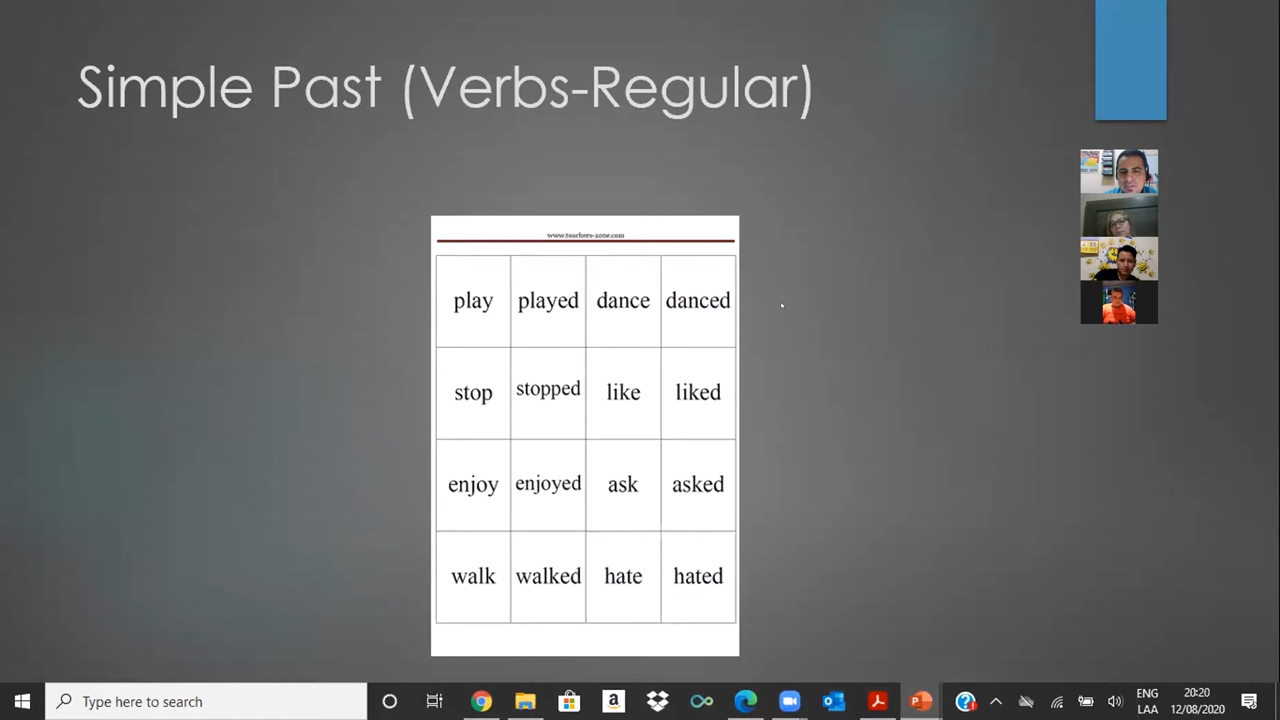 Simple Past (Verbs-Regular)
www.teachers-zone.com
play played dance danced
stop stopped like liked
enjoy enjoyed ask asked
walk walked hate hated
Type here to search
ENG 20:20
LAA 12/08/2020